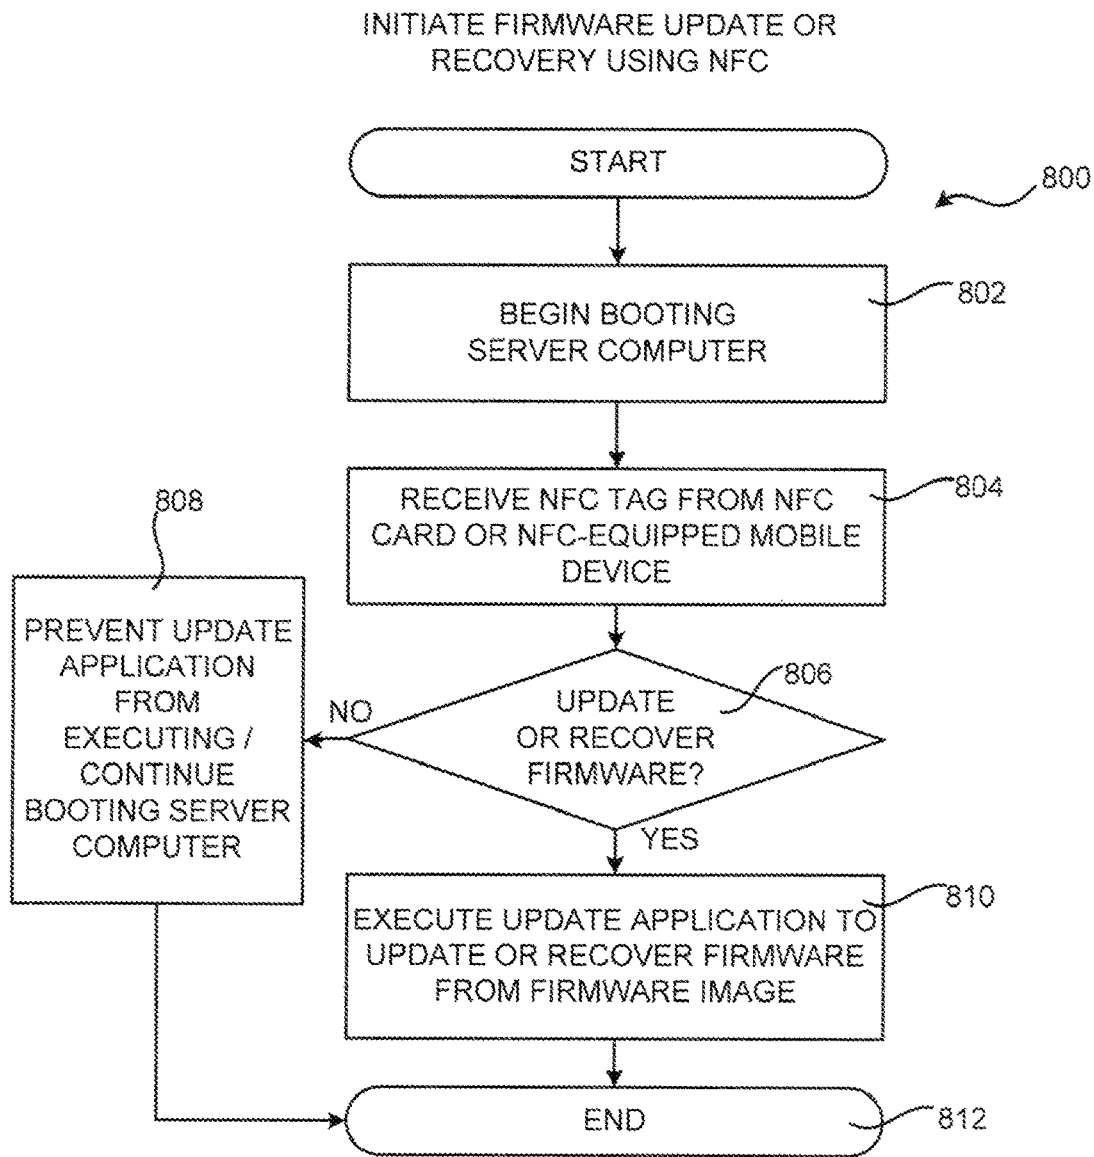 INITIATE FIRMWARE UPDATE OR
RECOVERY USING NFC
START
800
BEGIN BOOTING
SERVER COMPUTER
802
RECEIVE NFC TAG FROM NFC
CARD OR NFC-EQUIPPED MOBILE
DEVICE
804
808
PREVENT UPDATE
APPLICATION
FROM
EXECUTING /
CONTINUE
BOOTING SERVER
COMPUTER
NO
UPDATE
OR RECOVER
FIRMWARE?
806
YES
EXECUTE UPDATE APPLICATION TO
UPDATE OR RECOVER FIRMWARE
FROM FIRMWARE IMAGE
810
END
812